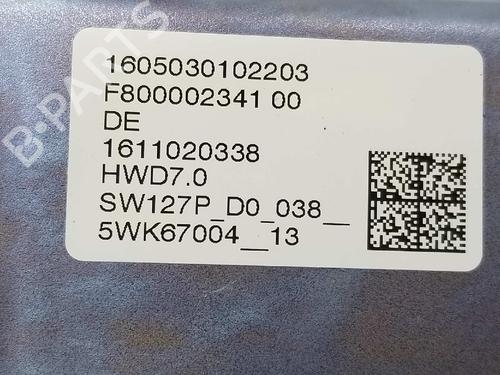 B-PARTS
1605030102203
F800002341 00
DE
1611020338
HWD7.0
SW127P_D0_038__
5WK67004__13